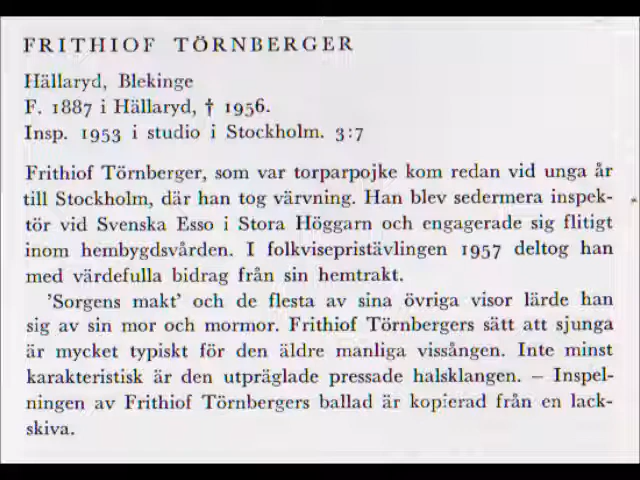 FRITHIOF TÖRNBERGER
Hällaryd, Blekinge
F. 1887 i Hällaryd, † 1956.
Insp. 1953 i studio i Stockholm. 3:7
Frithiof Törnberger, som var torparpojke kom redan vid unga år
till Stockholm, där han tog värvning. Han blev sedermera inspek-
tör vid Svenska Esso i Stora Höggarn och engagerade sig flitigt
inom hembygdsvården. I folkvisepristävlingen 1957 deltog han
med värdefulla bidrag från sin hemtrakt.
'Sorgens makt' och de flesta av sina övriga visor lärde han
sig av sin mor och mormor. Frithiof Törnbergers sätt att sjunga
är mycket typiskt för den äldre manliga vissången. Inte minst
karakteristisk är den utpräglade pressade halsklangen. – Inspel-
ningen av Frithiof Törnbergers ballad är kopierad från en lack-
skiva.